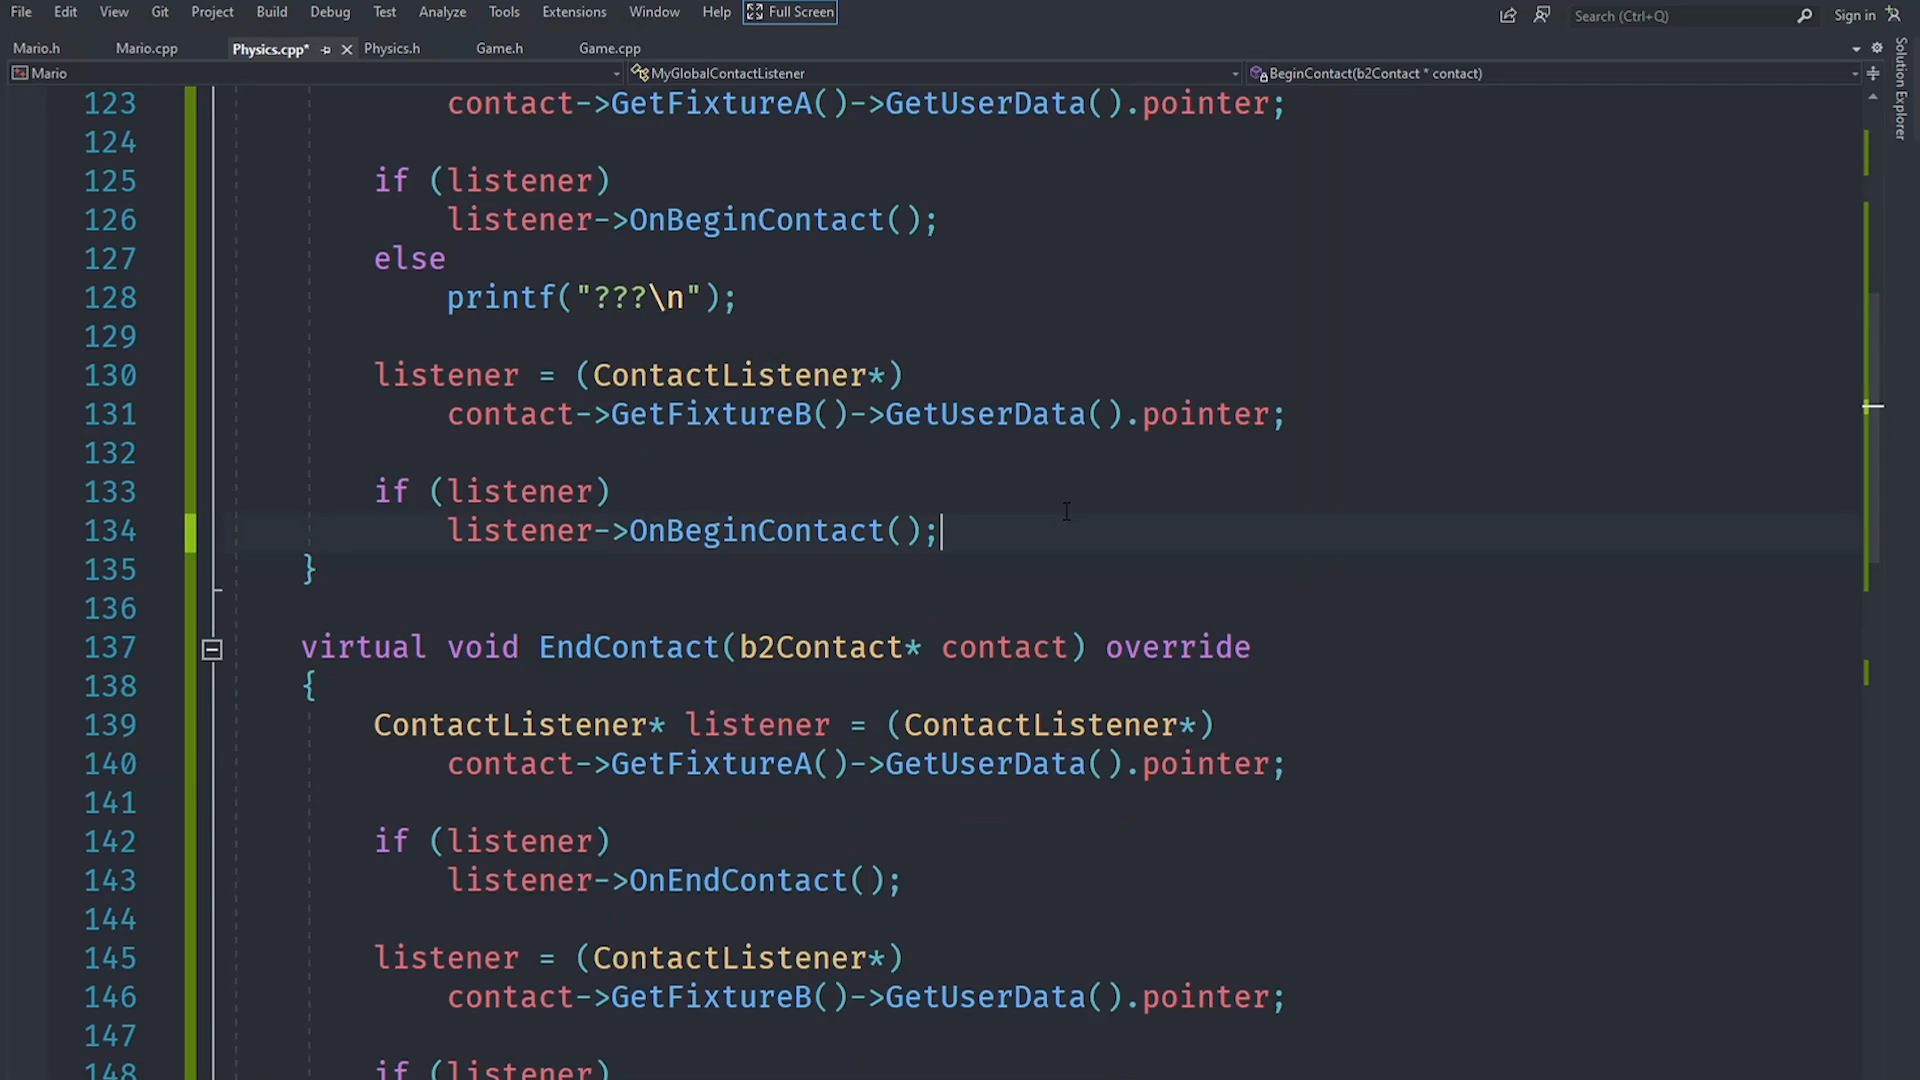 File Edit View Git Project Build Debug Test Analyze Tools Extensions Window Help Full Screen Search (Ctrl+Q) Sign in
Mario.h Mario.cpp Physics.cpp* Physics.h Game.h Game.cpp
Mario MyGlobalContactListener BeginContact(b2Contact * contact)
Solution Explorer
123 contact->GetFixtureA()->GetUserData().pointer;
124
125 if (listener)
126 listener->OnBeginContact();
127 else
128 printf("???\n");
129
130 listener = (ContactListener*)
131 contact->GetFixtureB()->GetUserData().pointer;
132
133 if (listener)
134 listener->OnBeginContact();
135 }
136
137 virtual void EndContact(b2Contact* contact) override
138 {
139 ContactListener* listener = (ContactListener*)
140 contact->GetFixtureA()->GetUserData().pointer;
141
142 if (listener)
143 listener->OnEndContact();
144
145 listener = (ContactListener*)
146 contact->GetFixtureB()->GetUserData().pointer;
147
148 if (listener)